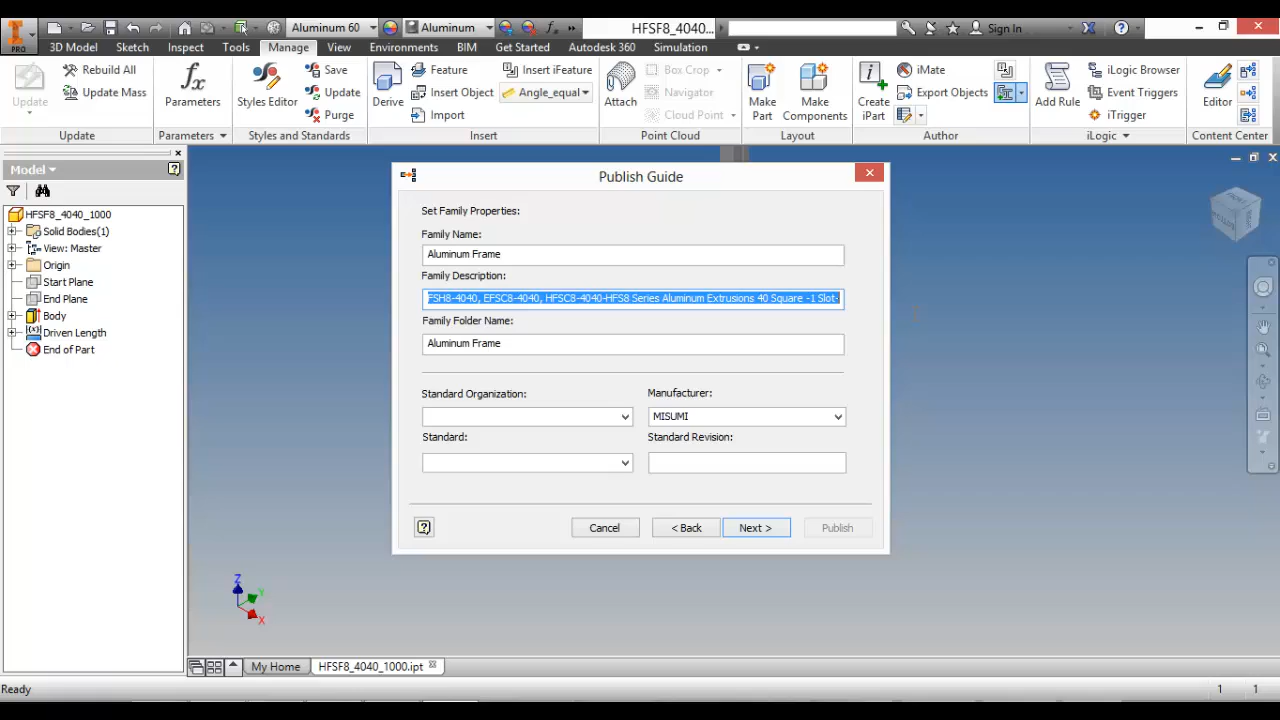 PRO
Aluminum 60
Aluminum
HFSF8_4040...
Sign In
3D Model
Sketch
Inspect
Tools
Manage
View
Environments
BIM
Get Started
Autodesk 360
Simulation
Update
Rebuild All
Update Mass
Update
Parameters
Parameters
Styles Editor
Save
Update
Purge
Styles and Standards
Derive
Feature
Insert Object
Import
Insert iFeature
Angle_equal
Insert
Attach
Box Crop
Navigator
Cloud Point
Point Cloud
Make Part
Make Components
Layout
Create iPart
iMate
Export Objects
Author
Add Rule
iLogic Browser
Event Triggers
iTrigger
iLogic
Editor
Content Center
Model
HFSF8_4040_1000
Solid Bodies(1)
View: Master
Origin
Start Plane
End Plane
Body
Driven Length
End of Part
Publish Guide
Set Family Properties:
Family Name:
Aluminum Frame
Family Description:
FSH8-4040, EFSC8-4040, HFSC8-4040-HFS8 Series Aluminum Extrusions 40 Square -1 Slot-
Family Folder Name:
Aluminum Frame
Standard Organization:
Manufacturer:
MISUMI
Standard:
Standard Revision:
Cancel
< Back
Next >
Publish
Z
Y
X
My Home
HFSF8_4040_1000.ipt
Ready
1
1